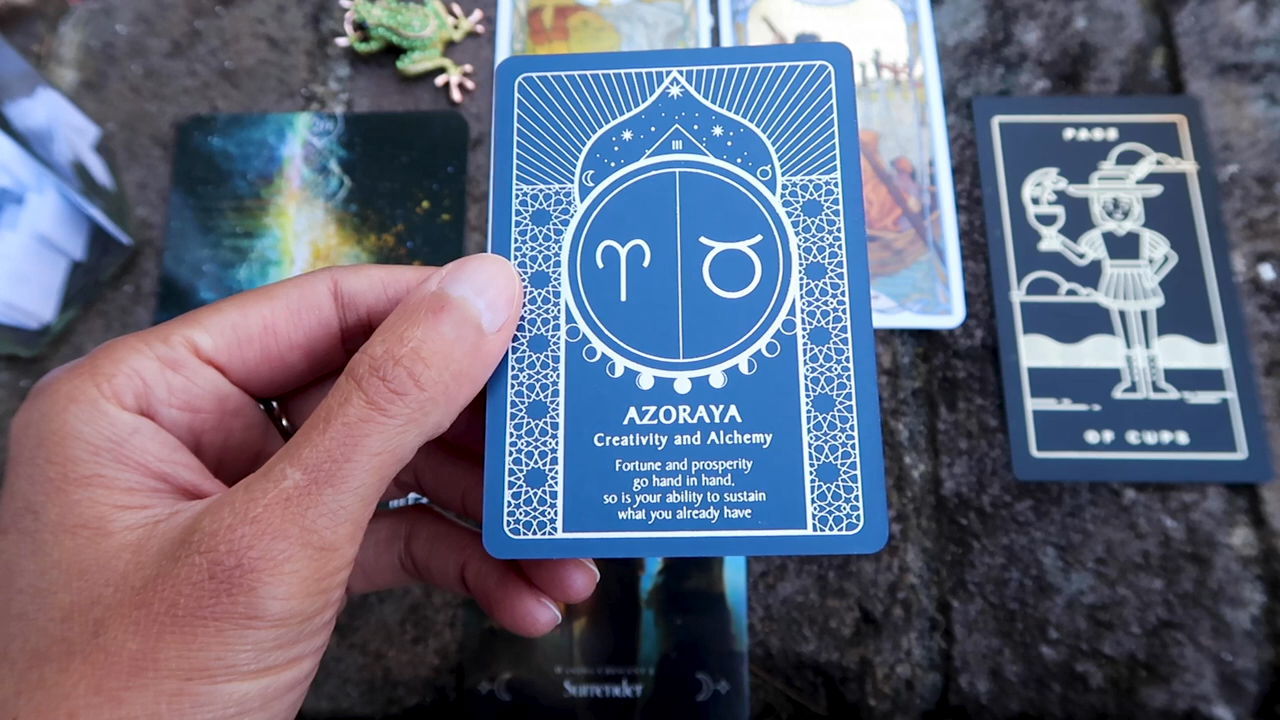 PAGE
III
AZORAYA
Creativity and Alchemy
Fortune and prosperity
go hand in hand,
so is your ability to sustain
what you already have
OF CUPS
Surrender